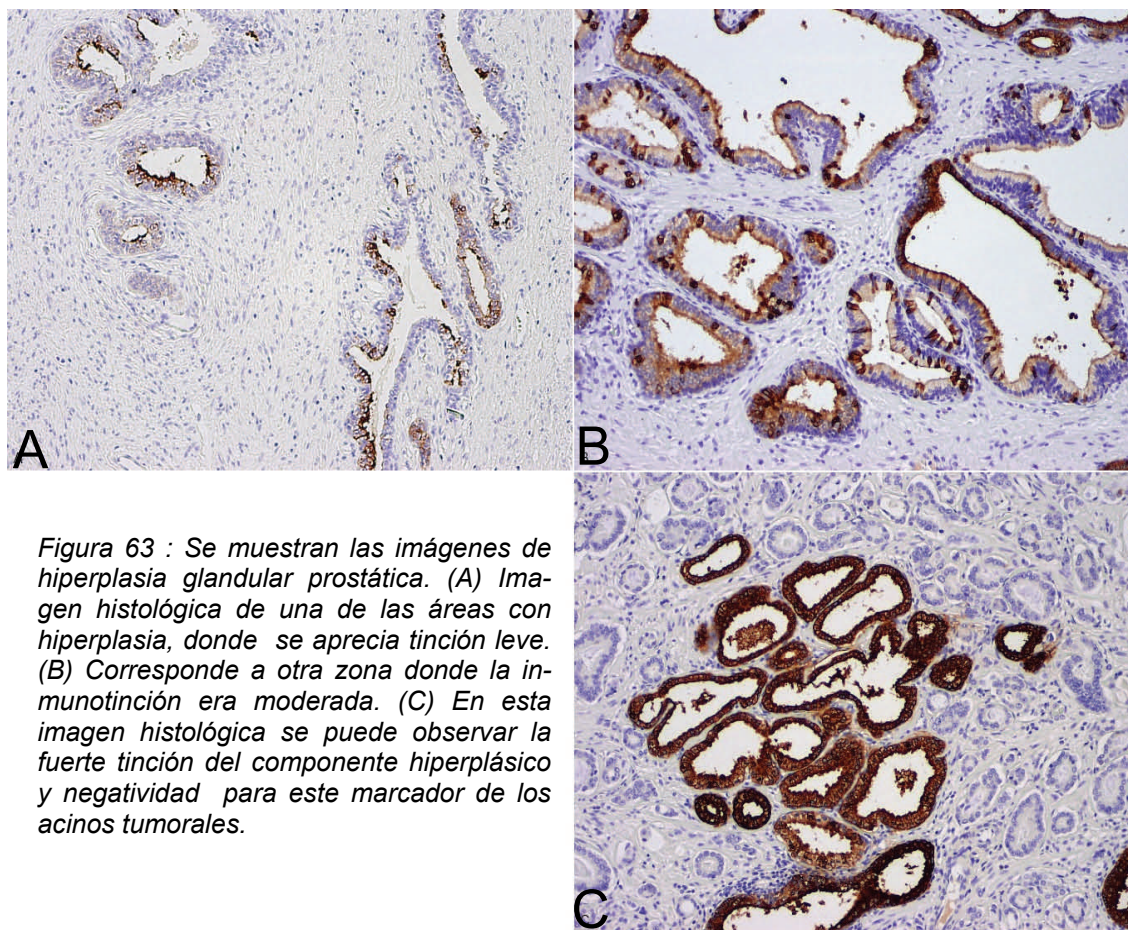 A
B
Figura 63 : Se muestran las imágenes de
hiperplasia glandular prostática. (A) Ima-
gen histológica de una de las áreas con
hiperplasia, donde se aprecia tinción leve.
(B) Corresponde a otra zona donde la in-
munotinción era moderada. (C) En esta
imagen histológica se puede observar la
fuerte tinción del componente hiperplásico
y negatividad para este marcador de los
acinos tumorales.
C